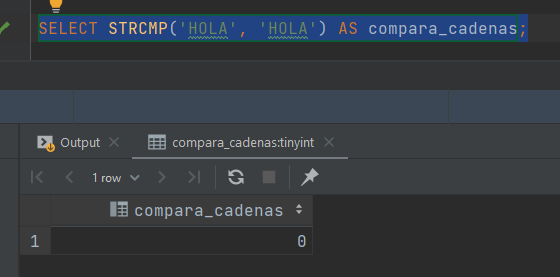 SELECT STRCMP('HOLA', 'HOLA') AS compara_cadenas;
Output
compara_cadenas:tinyint
1 row
compara_cadenas
1 0